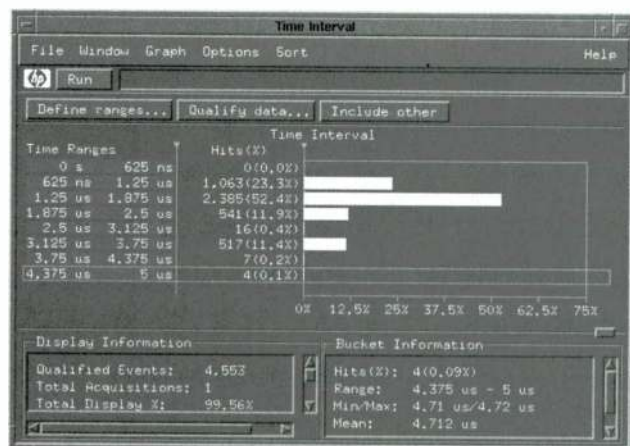 Time Interval
File Window Graph Options Sort Help
hp Run
Define ranges... Qualify data... Include other
Time Interval
Time Ranges Hits(%)
0 s 625 ns 0(0.0%)
625 ns 1.25 us 1,063(23.3%)
1.25 us 1.875 us 2,385(52.4%)
1.875 us 2.5 us 541(11.9%)
2.5 us 3.125 us 16(0.4%)
3.125 us 3.75 us 517(11.4%)
3.75 us 4.375 us 7(0.2%)
4.375 us 5 us 4(0.1%)
0% 12.5% 25% 37.5% 50% 62.5% 75%
Display Information
Qualified Events: 4,553
Total Acquisitions: 1
Total Display %: 99.56%
Bucket Information
Hits(%): 4(0.09%)
Range: 4.375 us - 5 us
Min/Max: 4.71 us/4.72 us
Mean: 4.712 us